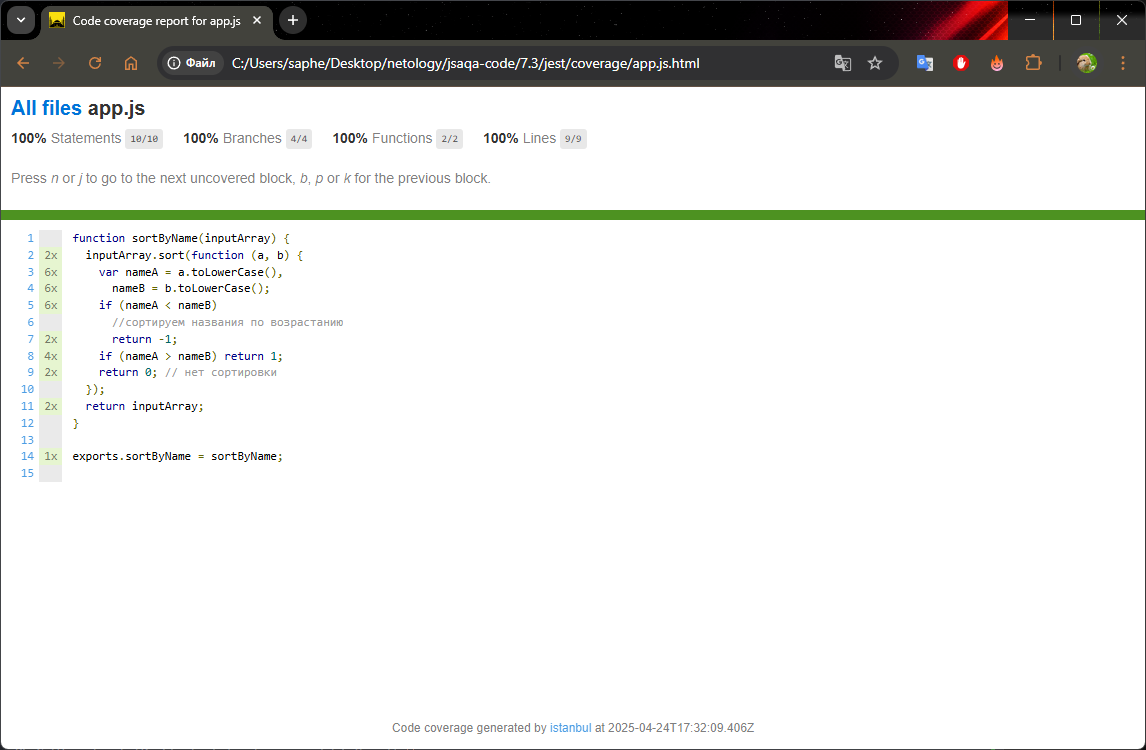 Code coverage report for app.js
Файл C:/Users/saphe/Desktop/netology/jsaqa-code/7.3/jest/coverage/app.js.html
All files app.js
100% Statements 10/10 100% Branches 4/4 100% Functions 2/2 100% Lines 9/9
Press n or j to go to the next uncovered block, b, p or k for the previous block.
1 function sortByName(inputArray) {
2 2x inputArray.sort(function (a, b) {
3 6x var nameA = a.toLowerCase(),
4 6x nameB = b.toLowerCase();
5 6x if (nameA < nameB)
6 //сортируем названия по возрастанию
7 2x return -1;
8 4x if (nameA > nameB) return 1;
9 2x return 0; // нет сортировки
10 });
11 2x return inputArray;
12 }
13
14 1x exports.sortByName = sortByName;
15
Code coverage generated by istanbul at 2025-04-24T17:32:09.406Z